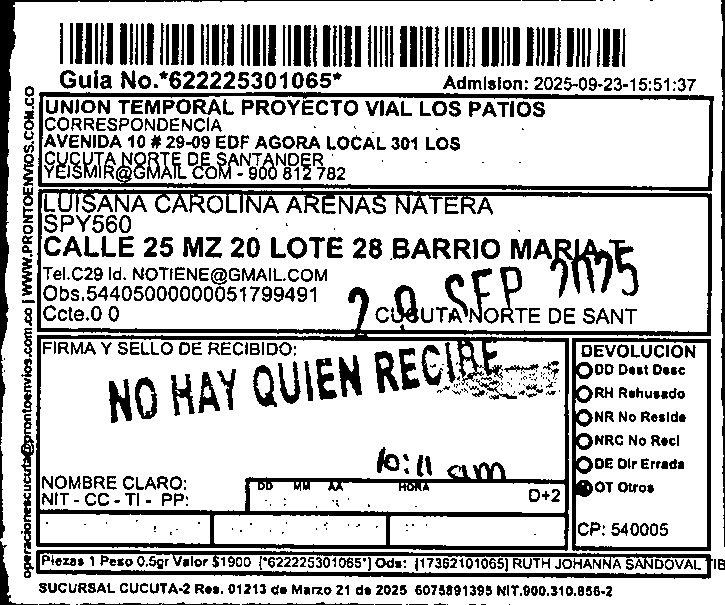 Guia No.*622225301065*
Admision: 2025-09-23-15:51:37
UNION TEMPORAL PROYECTO VIAL LOS PATIOS
CORRESPONDENCIA
AVENIDA 10 # 29-09 EDF AGORA LOCAL 301 LOS
CUCUTA NORTE DE SANTANDER
YEISMIR@GMAIL COM - 900 812 782
LUISANA CAROLINA ARENAS NATERA
SPY560
CALLE 25 MZ 20 LOTE 28 BARRIO MARIA T
Tel.C29 Id. NOTIENE@GMAIL.COM
Obs.54405000000051799491
Ccte.0 0
CUCUTA NORTE DE SANT
29 SEP 2025
FIRMA Y SELLO DE RECIBIDO:
NO HAY QUIEN RECIBE
10:11 am
NOMBRE CLARO:
NIT - CC - TI - PP:
DD MM AA HORA
D+2
DEVOLUCION
DD Dest Desc
RH Rehusado
NR No Reside
NRC No Recl
DE Dir Errada
OT Otros
CP: 540005
Piezas 1 Peso 0.5gr Valor $1900 [*622225301065*] Ods: [17362101065] RUTH JOHANNA SANDOVAL TIB
SUCURSAL CUCUTA-2 Res. 01213 de Marzo 21 de 2025 6075891395 NIT.900.310.856-2
operacionescucuta@prontoenvios.com.co | WWW.PRONTOENVIOS.COM.CO